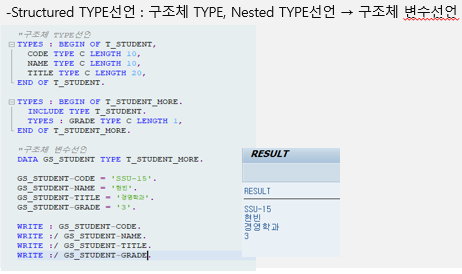 -Structured TYPE선언 : 구조체 TYPE, Nested TYPE선언 → 구조체 변수선언
"구조체 TYPE선언
TYPES : BEGIN OF T_STUDENT,
CODE TYPE C LENGTH 10,
NAME TYPE C LENGTH 10,
TITLE TYPE C LENGTH 20,
END OF T_STUDENT.
TYPES : BEGIN OF T_STUDENT_MORE.
INCLUDE TYPE T_STUDENT.
TYPES : GRADE TYPE C LENGTH 1,
END OF T_STUDENT_MORE.
"구조체 변수선언
DATA GS_STUDENT TYPE T_STUDENT_MORE.
GS_STUDENT-CODE = 'SSU-15'.
GS_STUDENT-NAME = '현빈'.
GS_STUDENT-TITLE = '경영학과'.
GS_STUDENT-GRADE = '3'.
WRITE : GS_STUDENT-CODE.
WRITE :/ GS_STUDENT-NAME.
WRITE :/ GS_STUDENT-TITLE.
WRITE :/ GS_STUDENT-GRADE.
RESULT
RESULT
SSU-15
현빈
경영학과
3